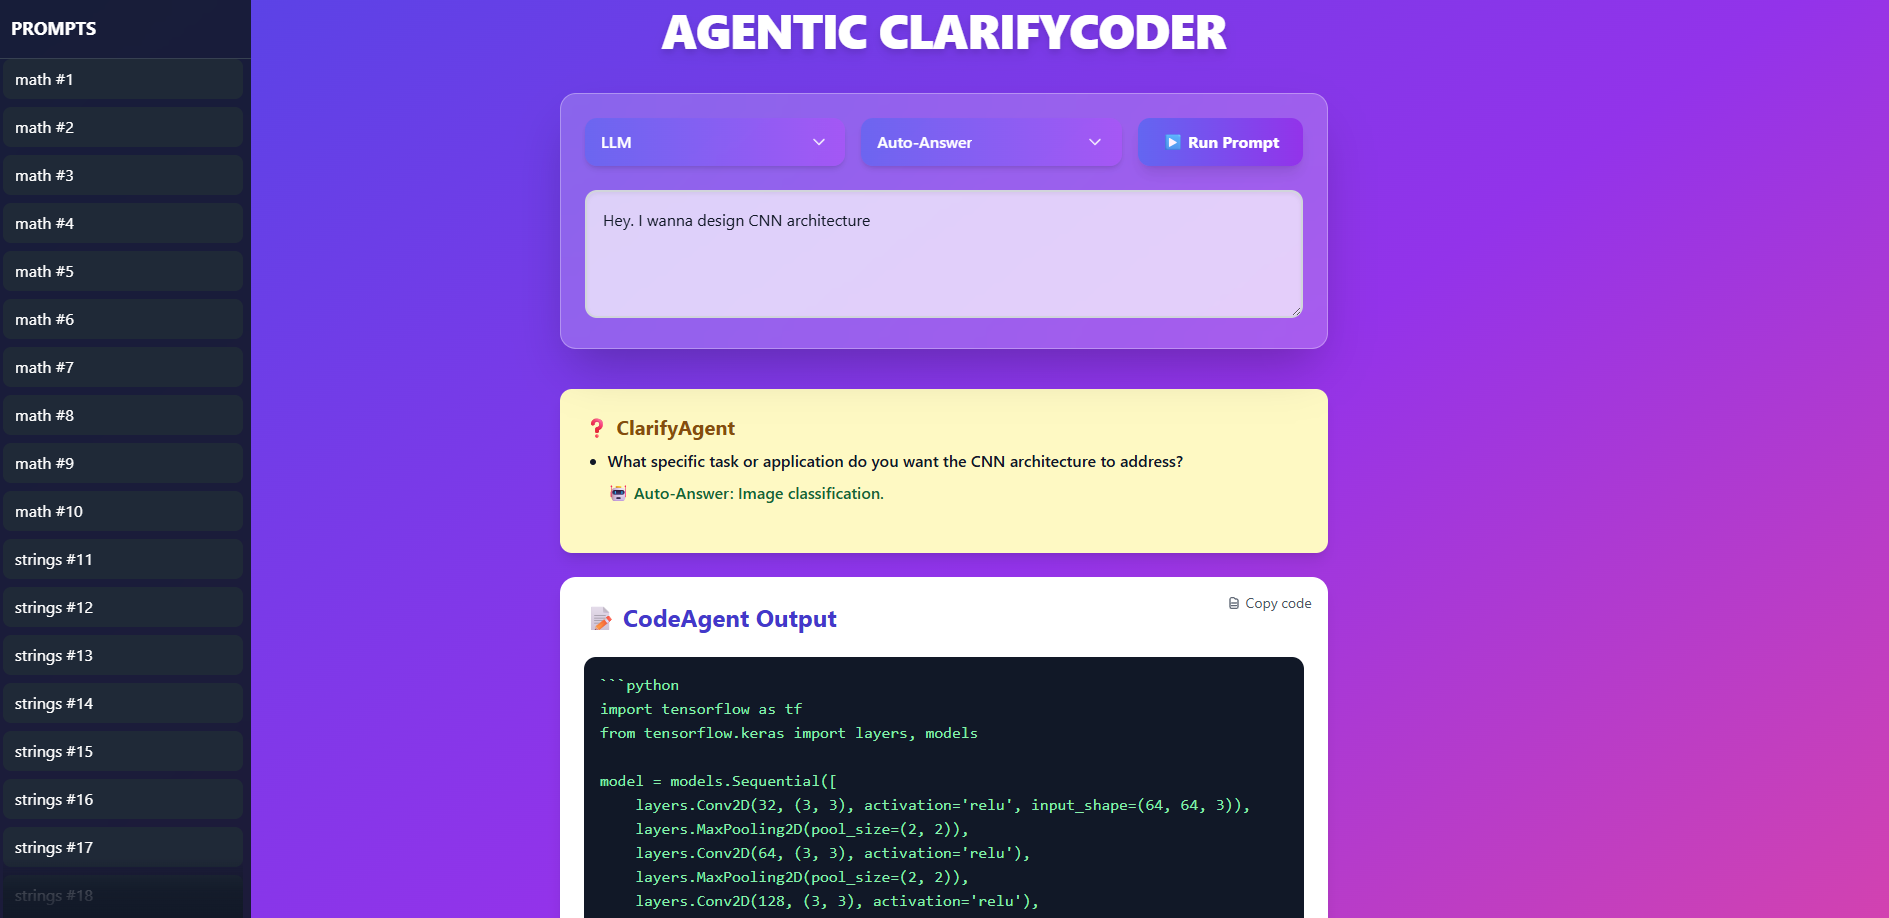 PROMPTS
math #1
math #2
math #3
math #4
math #5
math #6
math #7
math #8
math #9
math #10
strings #11
strings #12
strings #13
strings #14
strings #15
strings #16
strings #17
strings #18
AGENTIC CLARIFYCODER
LLM
Auto-Answer
Run Prompt
Hey. I wanna design CNN architecture
ClarifyAgent
What specific task or application do you want the CNN architecture to address?
Auto-Answer: Image classification.
Copy code
CodeAgent Output
```python
import tensorflow as tf
from tensorflow.keras import layers, models
model = models.Sequential([
layers.Conv2D(32, (3, 3), activation='relu', input_shape=(64, 64, 3)),
layers.MaxPooling2D(pool_size=(2, 2)),
layers.Conv2D(64, (3, 3), activation='relu'),
layers.MaxPooling2D(pool_size=(2, 2)),
layers.Conv2D(128, (3, 3), activation='relu'),